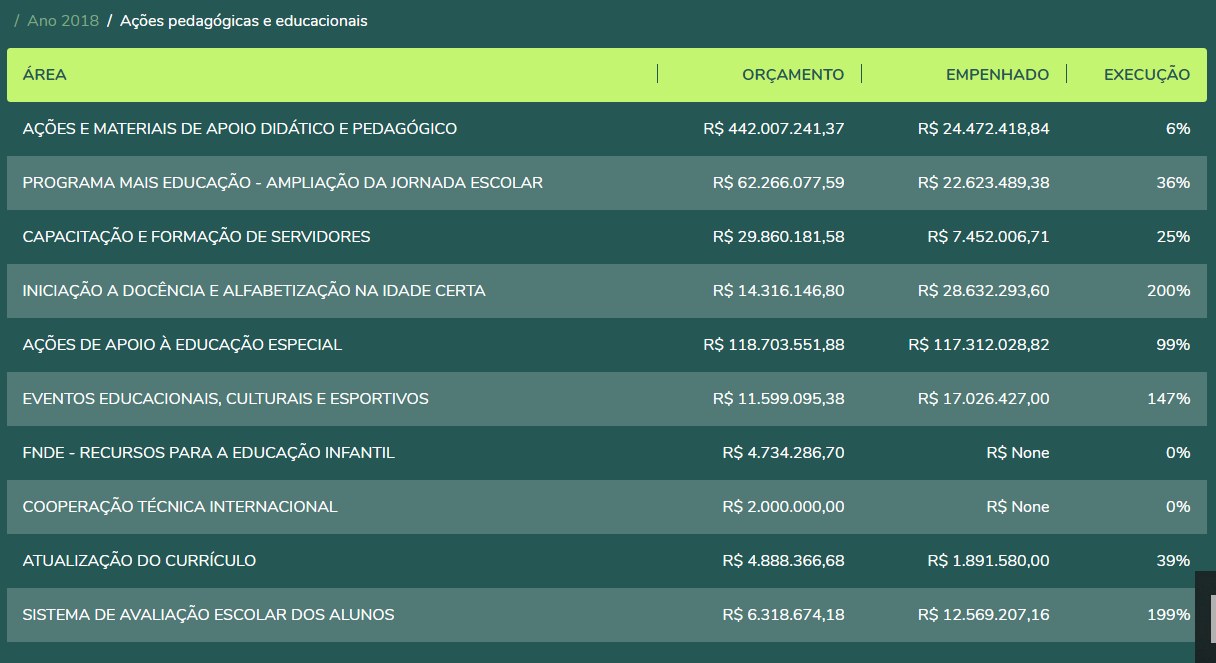 / Ano 2018 / Ações pedagógicas e educacionais
ÁREA ORÇAMENTO EMPENHADO EXECUÇÃO
AÇÕES E MATERIAIS DE APOIO DIDÁTICO E PEDAGÓGICO R$ 442.007.241,37 R$ 24.472.418,84 6%
PROGRAMA MAIS EDUCAÇÃO - AMPLIAÇÃO DA JORNADA ESCOLAR R$ 62.266.077,59 R$ 22.623.489,38 36%
CAPACITAÇÃO E FORMAÇÃO DE SERVIDORES R$ 29.860.181,58 R$ 7.452.006,71 25%
INICIAÇÃO A DOCÊNCIA E ALFABETIZAÇÃO NA IDADE CERTA R$ 14.316.146,80 R$ 28.632.293,60 200%
AÇÕES DE APOIO À EDUCAÇÃO ESPECIAL R$ 118.703.551,88 R$ 117.312.028,82 99%
EVENTOS EDUCACIONAIS, CULTURAIS E ESPORTIVOS R$ 11.599.095,38 R$ 17.026.427,00 147%
FNDE - RECURSOS PARA A EDUCAÇÃO INFANTIL R$ 4.734.286,70 R$ None 0%
COOPERAÇÃO TÉCNICA INTERNACIONAL R$ 2.000.000,00 R$ None 0%
ATUALIZAÇÃO DO CURRÍCULO R$ 4.888.366,68 R$ 1.891.580,00 39%
SISTEMA DE AVALIAÇÃO ESCOLAR DOS ALUNOS R$ 6.318.674,18 R$ 12.569.207,16 199%